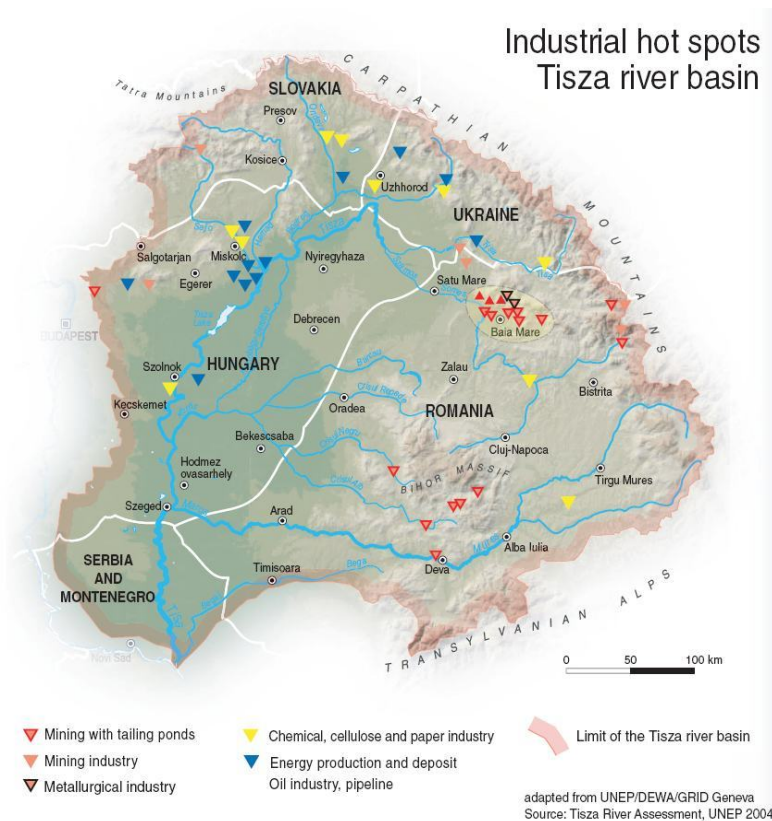 Industrial hot spots
Tisza river basin
CARPATHIAN
MOUNTAINS
Tatra Mountains
SLOVAKIA
Presov
Kosice
Uzhhorod
UKRAINE
Salgotarjan
Miskolc
Egerer
Nyiregyhaza
Satu Mare
Tisza
Baia Mare
BUDAPEST
Debrecen
Szolnok
HUNGARY
Kecskemet
Zalau
Bistrita
Oradea
ROMANIA
Bekescsaba
Cluj-Napoca
Hodmez
ovasarhely
BIHOR MASSIF
Tirgu Mures
Szeged
Arad
Mures
Alba Iulia
Deva
SERBIA
AND
MONTENEGRO
Timisoara
Bega
Novi Sad
TRANSYLVANIAN ALPS
0 50 100 km
Mining with tailing ponds
Mining industry
Metallurgical industry
Chemical, cellulose and paper industry
Energy production and deposit
Oil industry, pipeline
Limit of the Tisza river basin
adapted from UNEP/DEWA/GRID Geneva
Source: Tisza River Assessment, UNEP 2004